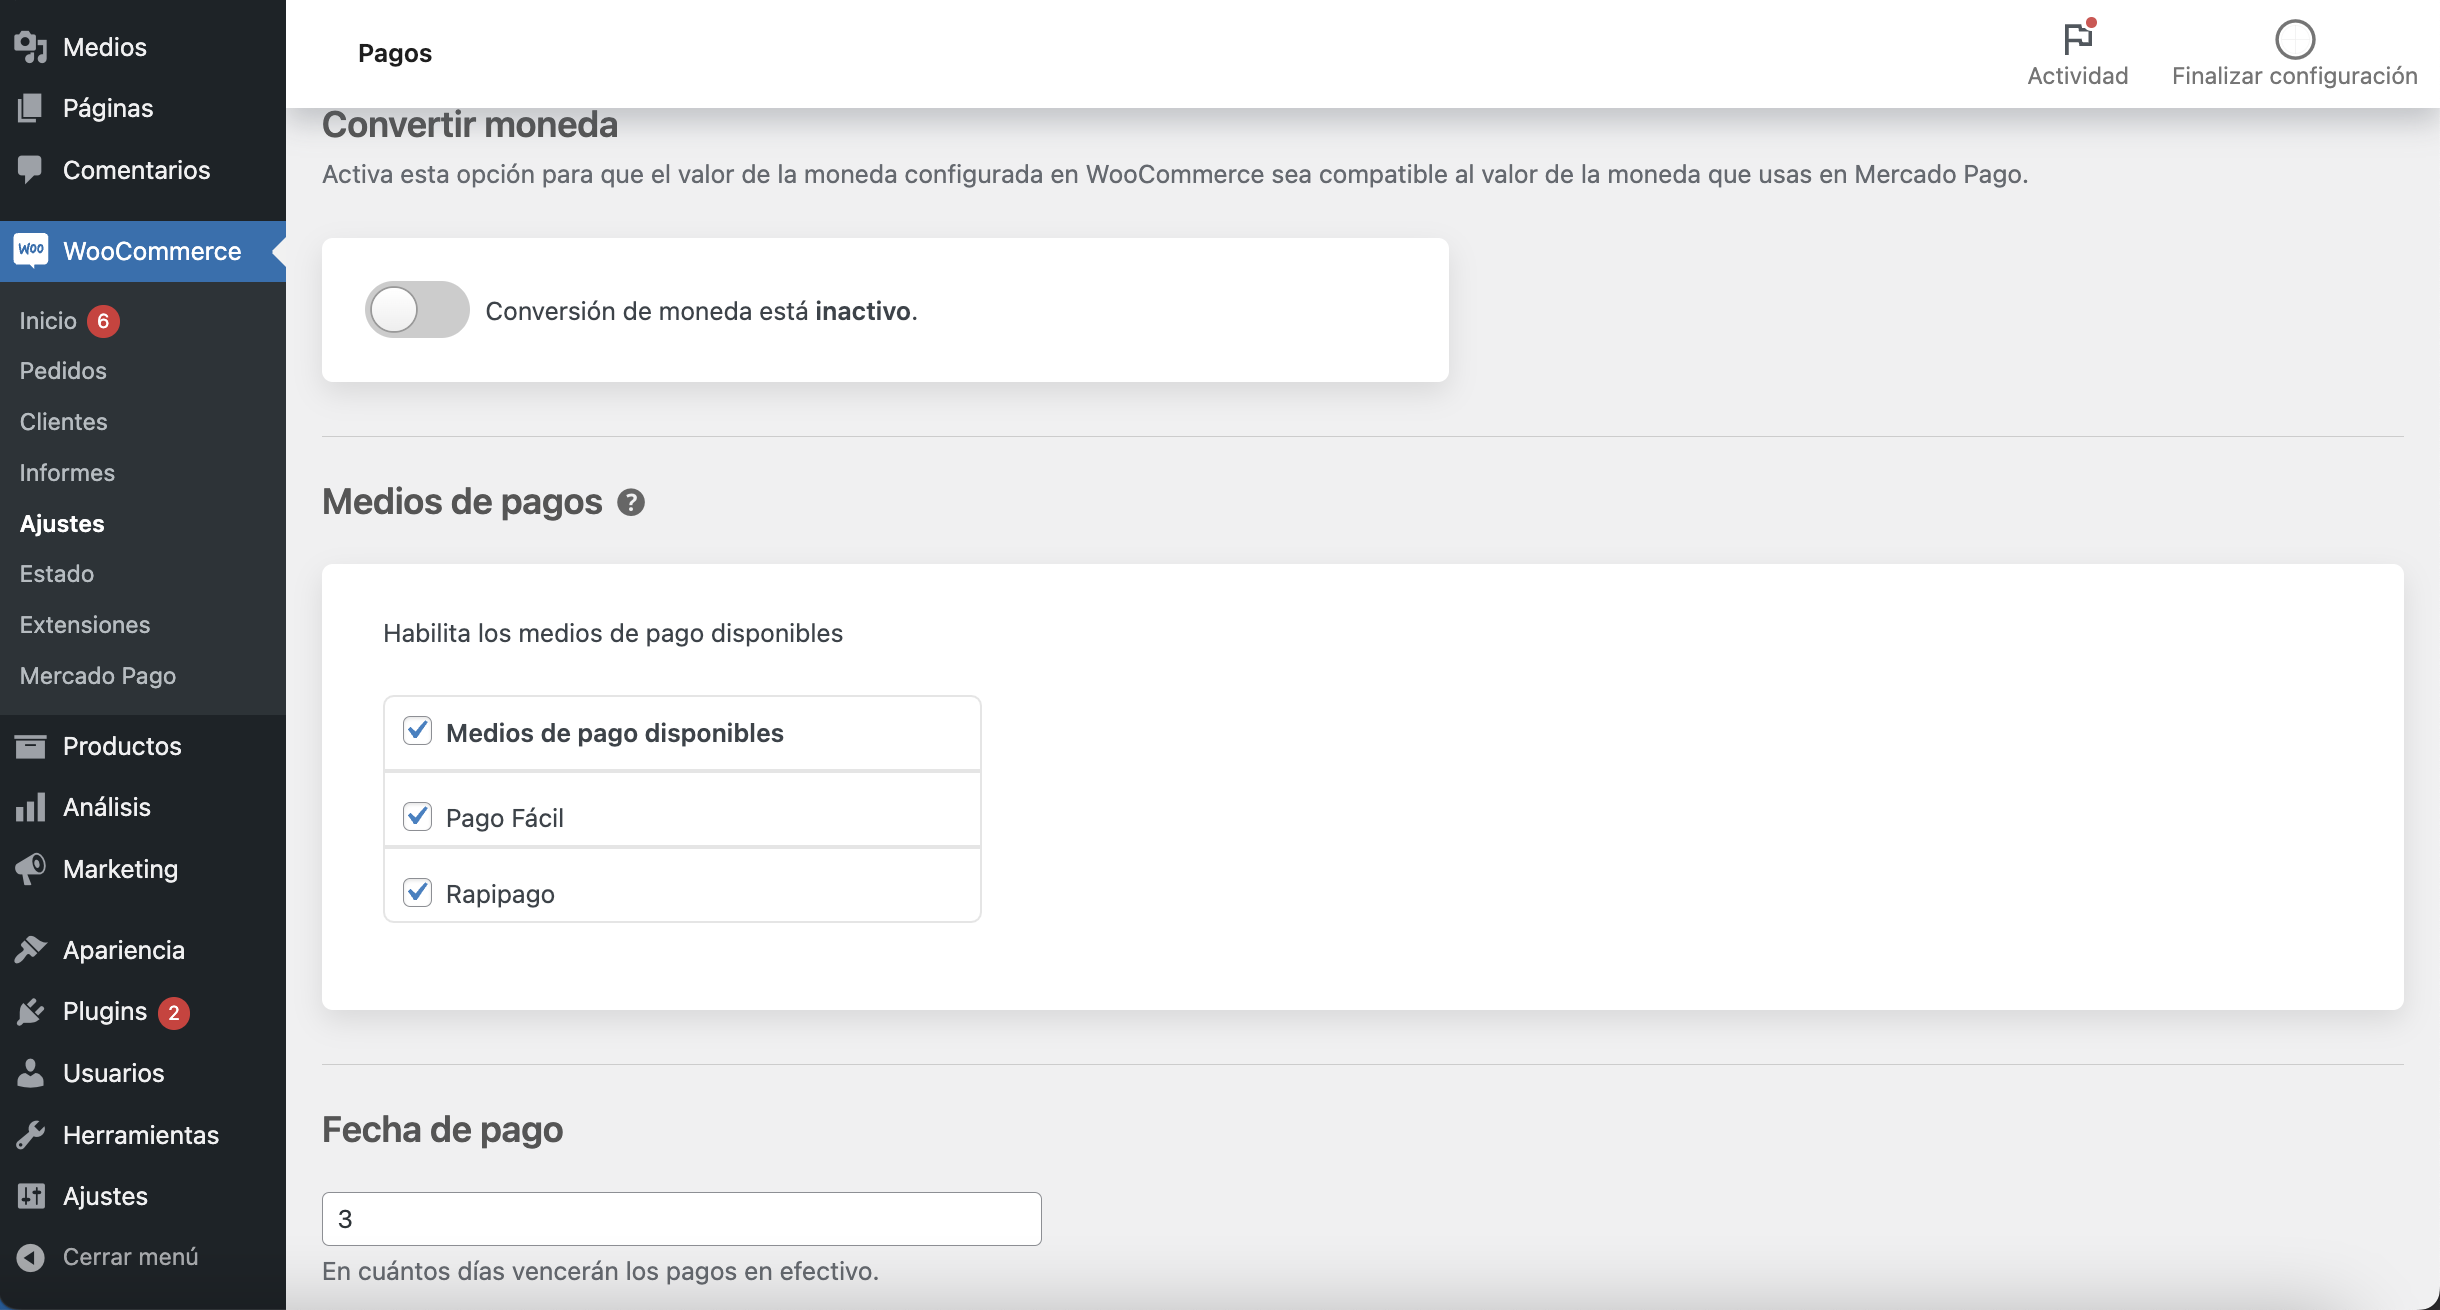 Medios
Páginas
Comentarios
Woo WooCommerce
Inicio 6
Pedidos
Clientes
Informes
Ajustes
Estado
Extensiones
Mercado Pago
Productos
Análisis
Marketing
Apariencia
Plugins 2
Usuarios
Herramientas
Ajustes
Cerrar menú
Pagos
Actividad
Finalizar configuración
Convertir moneda
Activa esta opción para que el valor de la moneda configurada en WooCommerce sea compatible al valor de la moneda que usas en Mercado Pago.
Conversión de moneda está inactivo.
Medios de pagos ?
Habilita los medios de pago disponibles
Medios de pago disponibles
Pago Fácil
Rapipago
Fecha de pago
3
En cuántos días vencerán los pagos en efectivo.